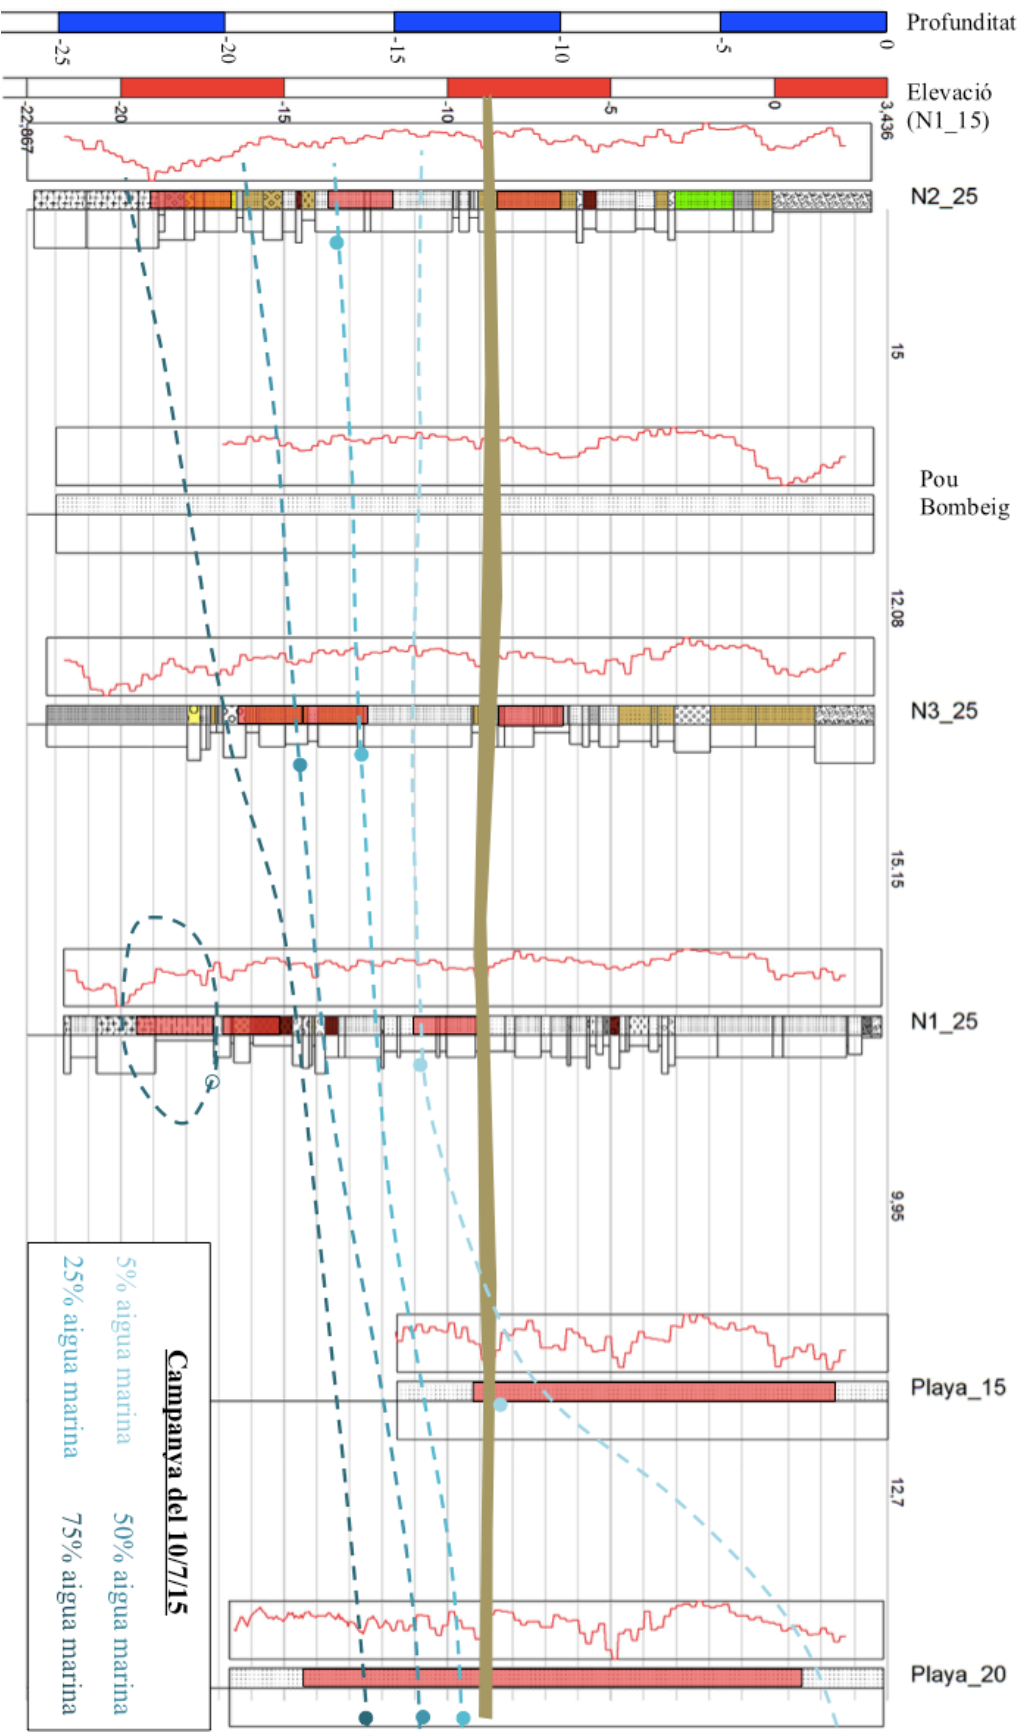 Profunditat
0
-5
-10
-15
-20
-25
Elevació
(N1_15)
3,436
0
-5
-10
-15
-20
-22,667
N2_25
15
Pou
Bombeig
12.08
N3_25
15.15
N1_25
9,95
Playa_15
12,7
Playa_20
Campanya del 10/7/15
5% aigua marina 50% aigua marina
25% aigua marina 75% aigua marina